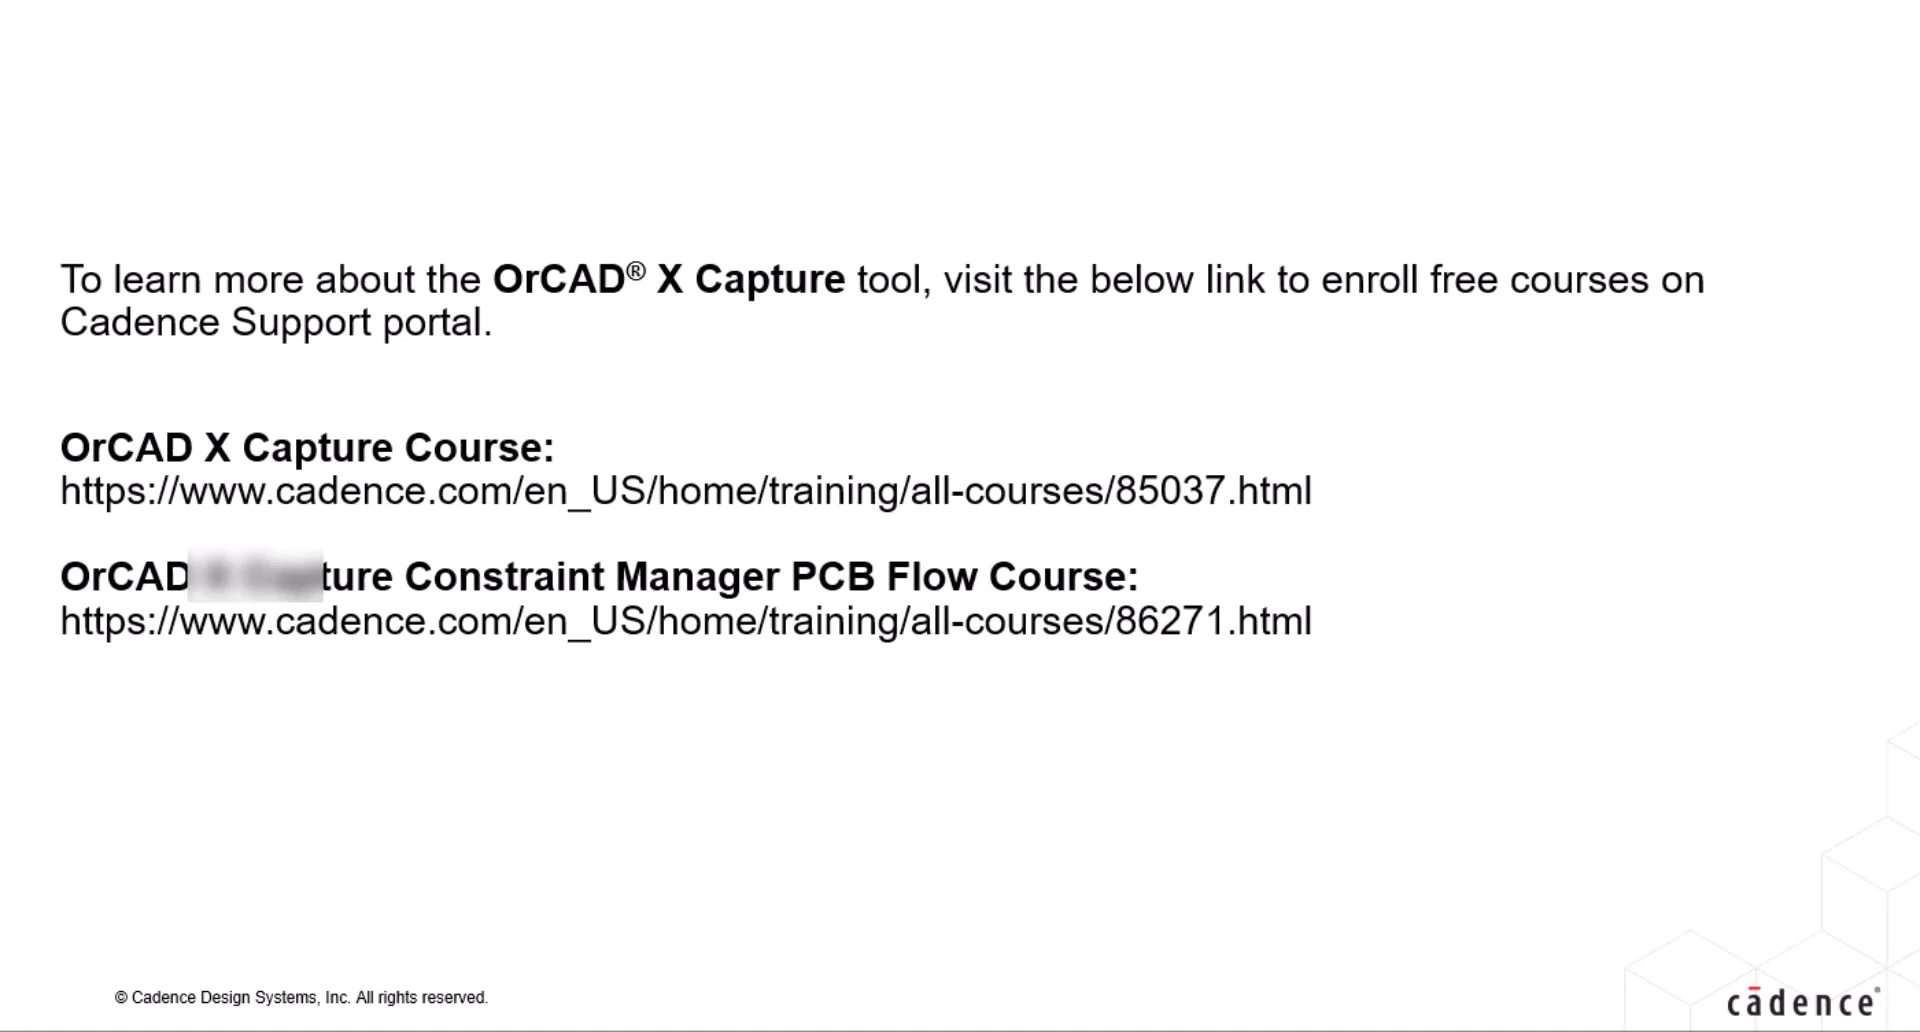 To learn more about the OrCAD® X Capture tool, visit the below link to enroll free courses on
Cadence Support portal.
OrCAD X Capture Course:
https://www.cadence.com/en_US/home/training/all-courses/85037.html
OrCAD Constraint Manager PCB Flow Course:
https://www.cadence.com/en_US/home/training/all-courses/86271.html
© Cadence Design Systems, Inc. All rights reserved.
cādence®